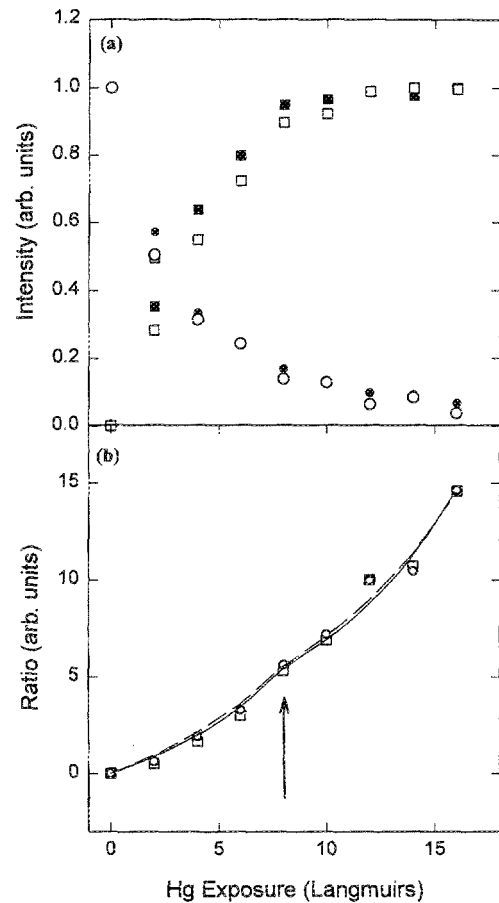 1.2
(a)
1.0
0.8
0.6
0.4
0.2
0.0
Intensity (arb. units)
(b)
15
10
5
0
Ratio (arb. units)
0 5 10 15
Hg Exposure (Langmuirs)